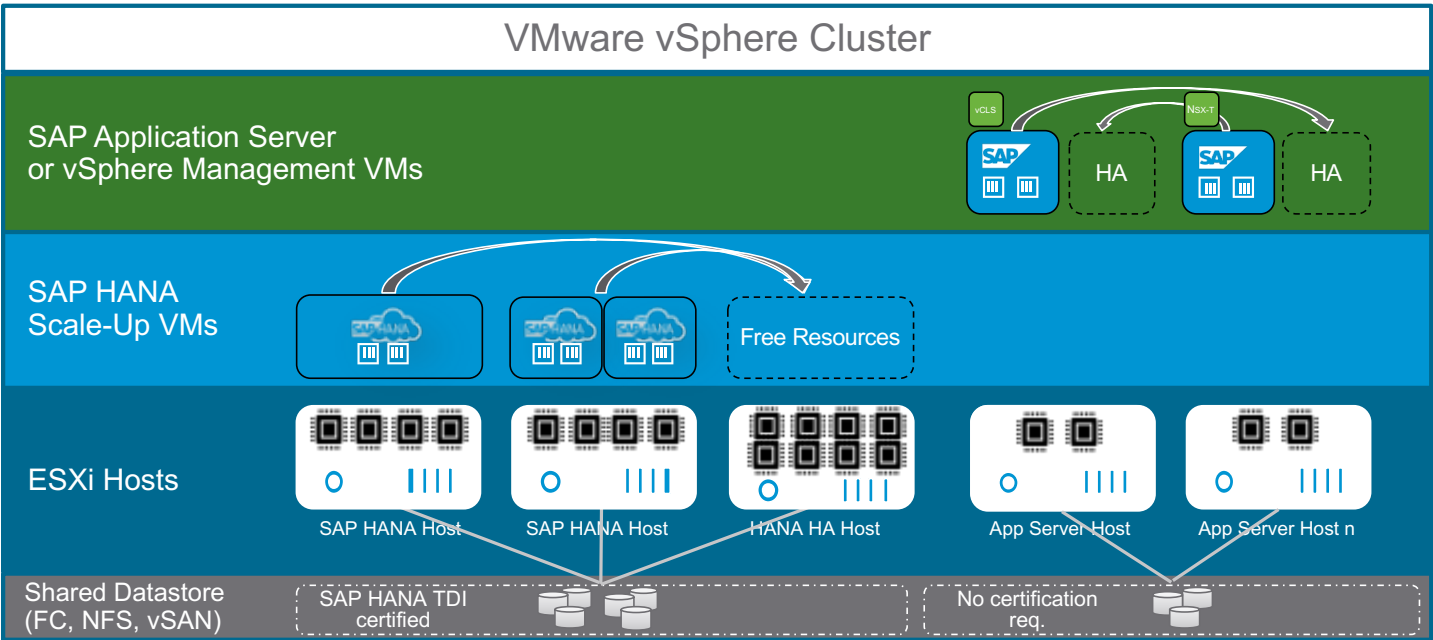 VMware vSphere Cluster
SAP Application Server
or vSphere Management VMs
vCLS
NSX-T
SAP
HA
SAP
HA
SAP HANA
Scale-Up VMs
SAP HANA
SAP HANA
SAP HANA
Free Resources
ESXi Hosts
SAP HANA Host
SAP HANA Host
HANA HA Host
App Server Host
App Server Host n
Shared Datastore
(FC, NFS, vSAN)
SAP HANA TDI
certified
No certification
req.